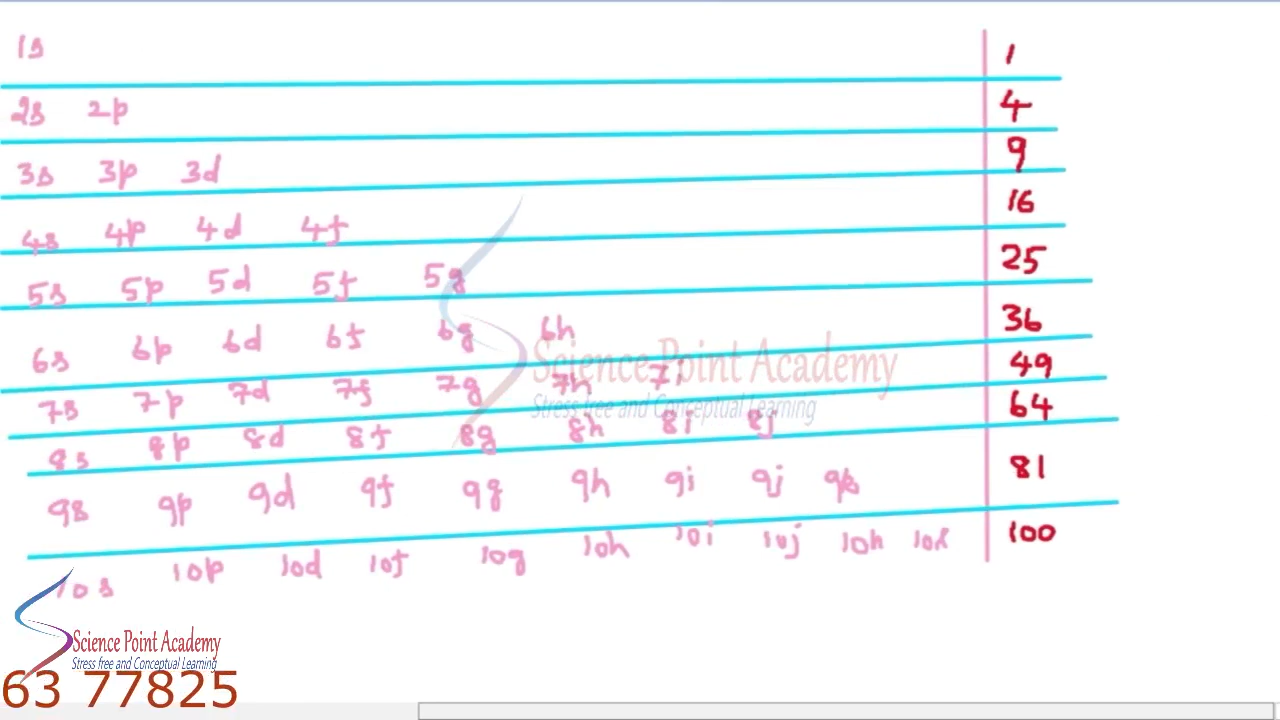 1s 1
2s 2p 4
3s 3p 3d 9
4s 4p 4d 4f 16
5s 5p 5d 5f 5g 25
6s 6p 6d 6f 6g 6h 36
7s 7p 7d 7f 7g 7h 7i 49
8s 8p 8d 8f 8g 8h 8i 8j 64
9s 9p 9d 9f 9g 9h 9i 9j 9k 81
10s 10p 10d 10f 10g 10h 10i 10j 100
Science Point Academy
Stress free and Conceptual Learning
Science Point Academy
Stress free and Conceptual Learning
63 77825